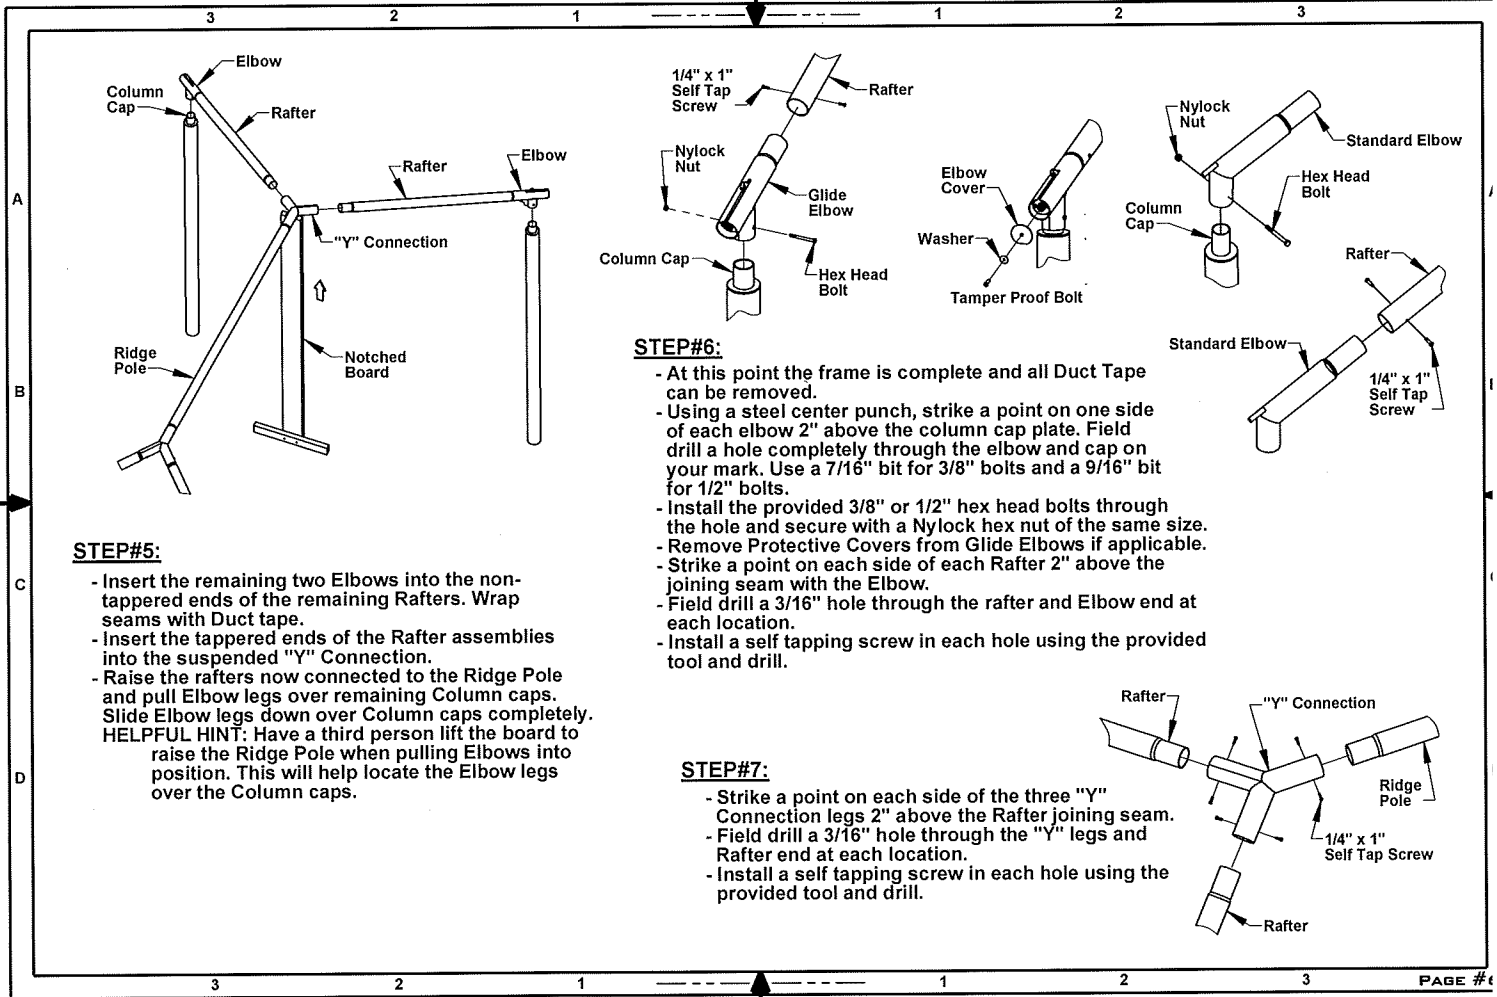 3 2 1 1 2 3
A
B
C
D
Elbow
Column
Cap
Rafter
Rafter
Elbow
"Y" Connection
Ridge
Pole
Notched
Board
STEP#5:
- Insert the remaining two Elbows into the non-
tappered ends of the remaining Rafters. Wrap
seams with Duct tape.
- Insert the tappered ends of the Rafter assemblies
into the suspended "Y" Connection.
- Raise the rafters now connected to the Ridge Pole
and pull Elbow legs over remaining Column caps.
Slide Elbow legs down over Column caps completely.
HELPFUL HINT: Have a third person lift the board to
raise the Ridge Pole when pulling Elbows into
position. This will help locate the Elbow legs
over the Column caps.
1/4" x 1"
Self Tap
Screw
Rafter
Nylock
Nut
Glide
Elbow
Column Cap
Hex Head
Bolt
Elbow
Cover
Washer
Tamper Proof Bolt
Nylock
Nut
Standard Elbow
Hex Head
Bolt
Column
Cap
Rafter
Standard Elbow
1/4" x 1"
Self Tap
Screw
STEP#6:
- At this point the frame is complete and all Duct Tape
can be removed.
- Using a steel center punch, strike a point on one side
of each elbow 2" above the column cap plate. Field
drill a hole completely through the elbow and cap on
your mark. Use a 7/16" bit for 3/8" bolts and a 9/16" bit
for 1/2" bolts.
- Install the provided 3/8" or 1/2" hex head bolts through
the hole and secure with a Nylock hex nut of the same size.
- Remove Protective Covers from Glide Elbows if applicable.
- Strike a point on each side of each Rafter 2" above the
joining seam with the Elbow.
- Field drill a 3/16" hole through the rafter and Elbow end at
each location.
- Install a self tapping screw in each hole using the provided
tool and drill.
STEP#7:
- Strike a point on each side of the three "Y"
Connection legs 2" above the Rafter joining seam.
- Field drill a 3/16" hole through the "Y" legs and
Rafter end at each location.
- Install a self tapping screw in each hole using the
provided tool and drill.
Rafter
"Y" Connection
Ridge
Pole
1/4" x 1"
Self Tap Screw
Rafter
3 2 1 1 2 3
PAGE #